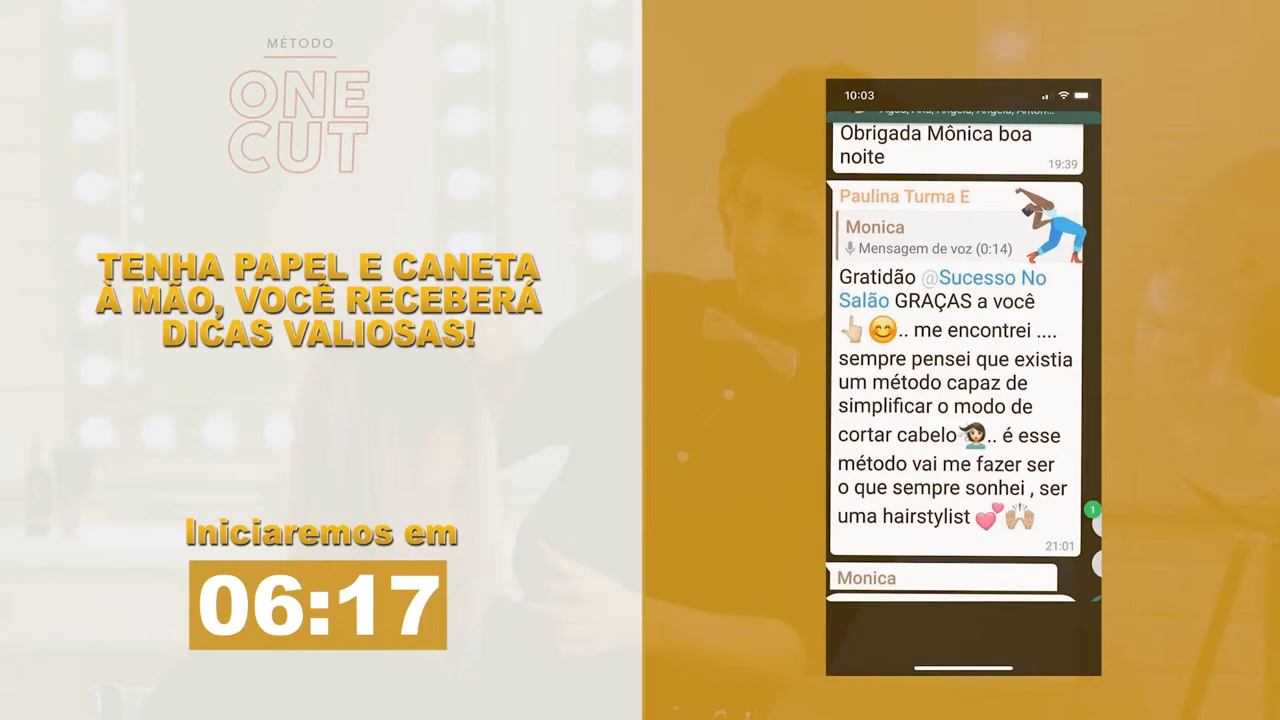 MÉTODO
ONE
CUT
TENHA PAPEL E CANETA
À MÃO, VOCÊ RECEBERÁ
DICAS VALIOSAS!
Iniciaremos em
06:17
10:03
Obrigada Mônica boa
noite
19:39
Paulina Turma E
Monica
Mensagem de voz (0:14)
Gratidão @Sucesso No
Salão GRAÇAS a você
👆🏻😊.. me encontrei ....
sempre pensei que existia
um método capaz de
simplificar o modo de
cortar cabelo💇🏻‍♀️.. é esse
método vai me fazer ser
o que sempre sonhei , ser
uma hairstylist 💕🙌🏼
21:01
1
Monica